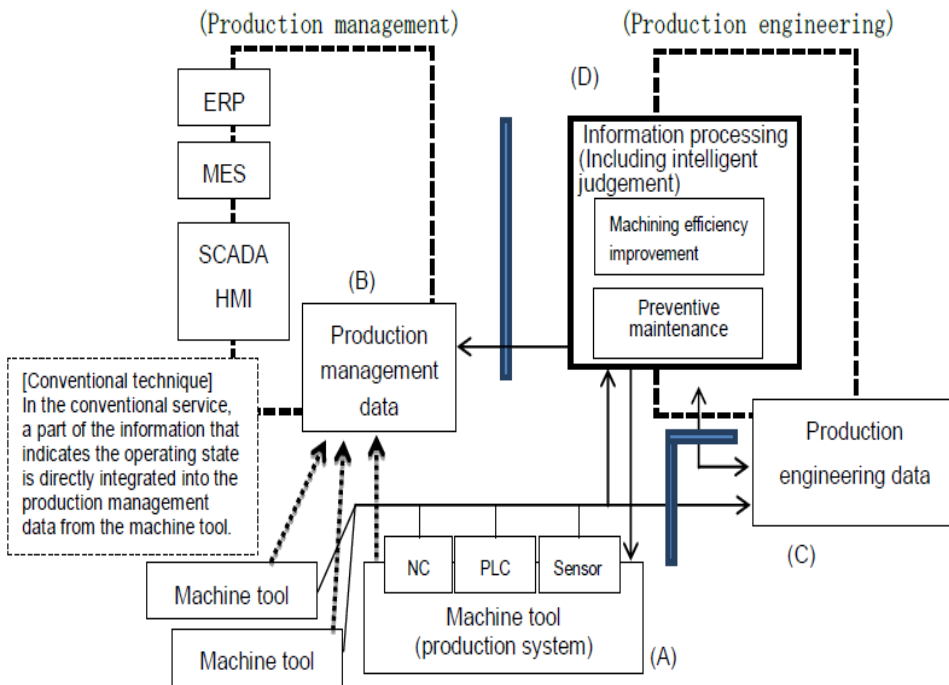 (Production management)
(Production engineering)
(D)
ERP
Information processing
(Including intelligent
judgement)
MES
Machining efficiency
improvement
SCADA
HMI
(B)
Preventive
maintenance
Production
management
data
[Conventional technique]
In the conventional service,
a part of the information that
indicates the operating state
is directly integrated into the
production management
data from the machine tool.
Production
engineering data
(C)
NC
PLC
Sensor
Machine tool
Machine tool
(production system)
(A)
Machine tool